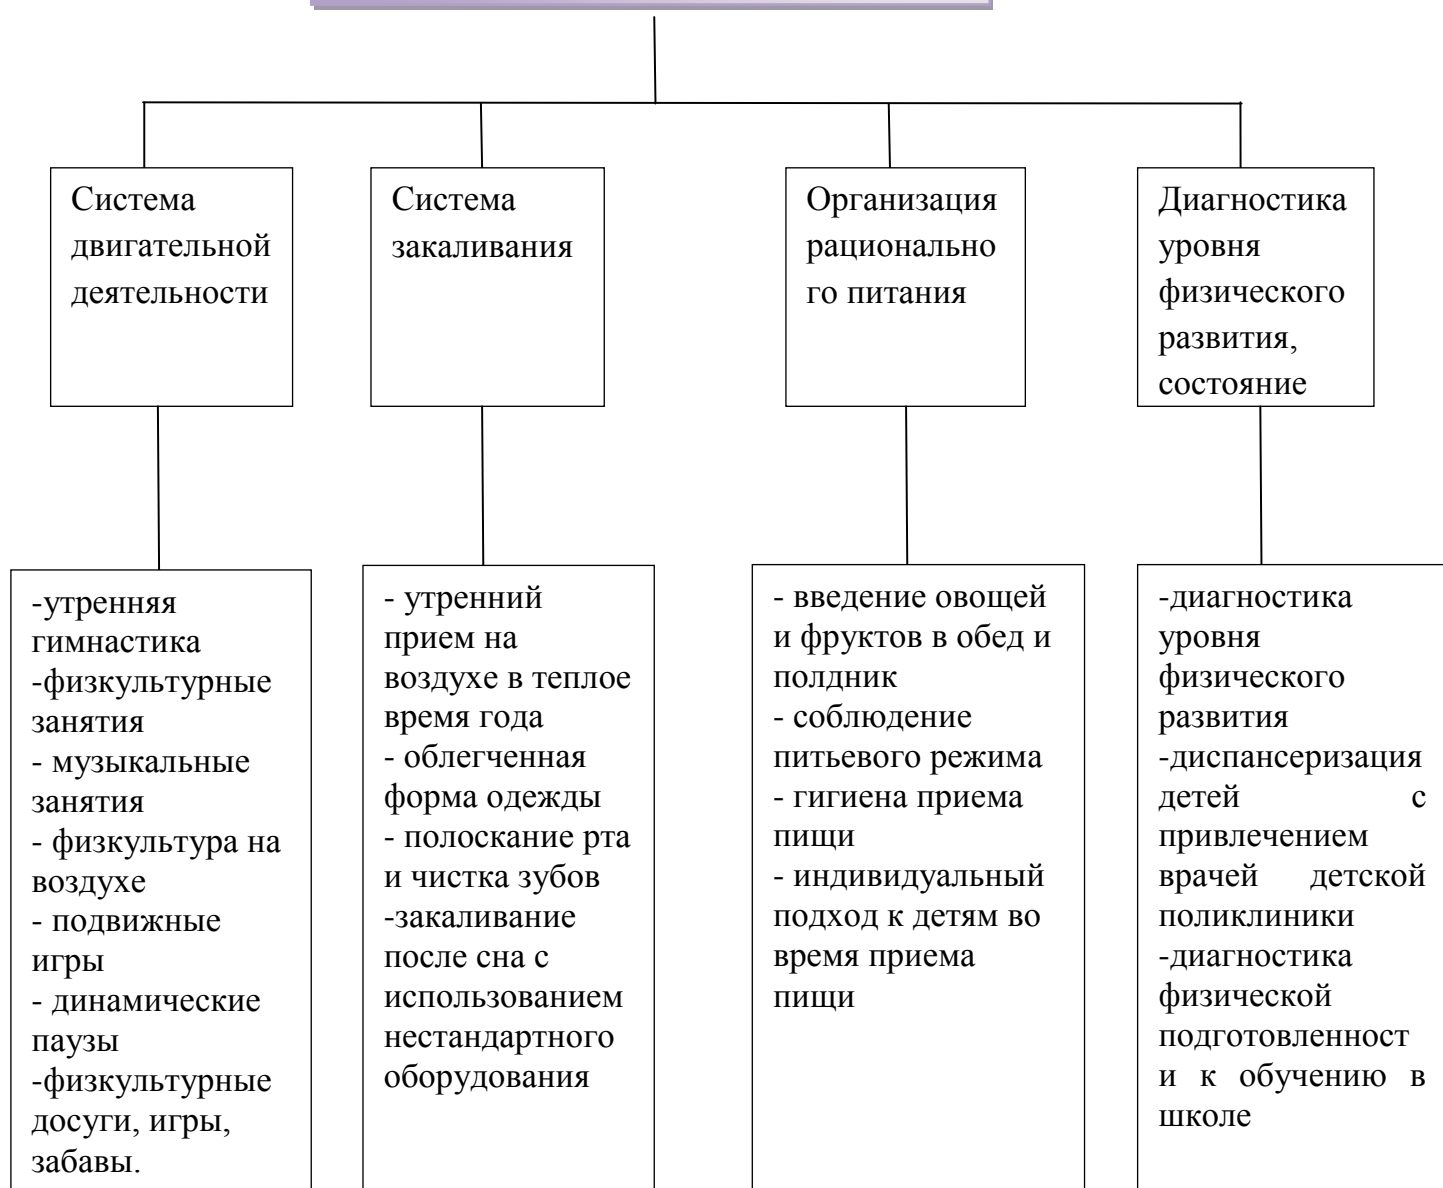 Система
двигательной
деятельности
Система
закаливания
Организация
рационально
го питания
Диагностика
уровня
физического
развития,
состояние
-утренняя
гимнастика
-физкультурные
занятия
- музыкальные
занятия
- физкультура на
воздухе
- подвижные
игры
- динамические
паузы
-физкультурные
досуги, игры,
забавы.
- утренний
прием на
воздухе в теплое
время года
- облегченная
форма одежды
- полоскание рта
и чистка зубов
-закаливание
после сна с
использованием
нестандартного
оборудования
- введение овощей
и фруктов в обед и
полдник
- соблюдение
питьевого режима
- гигиена приема
пищи
- индивидуальный
подход к детям во
время приема
пищи
-диагностика
уровня
физического
развития
-диспансеризация
детей с
привлечением
врачей детской
поликлиники
-диагностика
физической
подготовленност
и к обучению в
школе